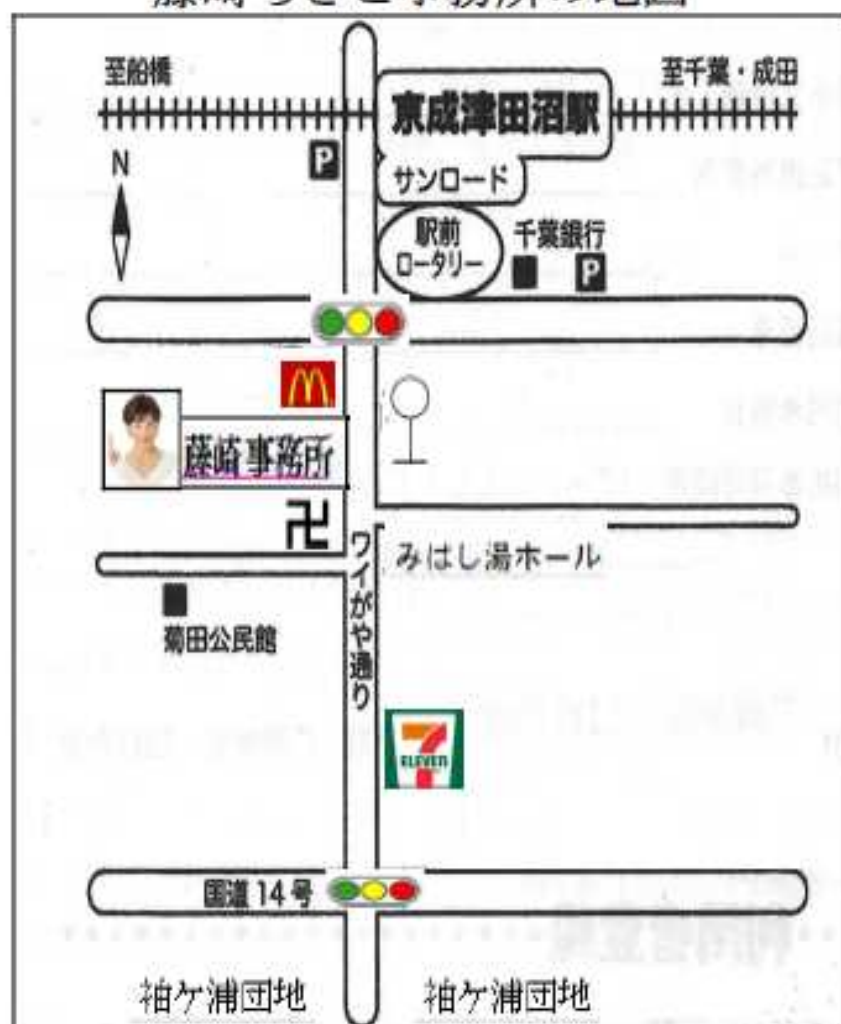 至船橋
至千葉・成田
京成津田沼駅
N
P
サンロード
駅前
ロータリー
千葉銀行
P
M
藤崎事務所
卍
みはし湯ホール
ワイがや通り
菊田公民館
7
ELEVEN
国道14号
袖ケ浦団地
袖ケ浦団地